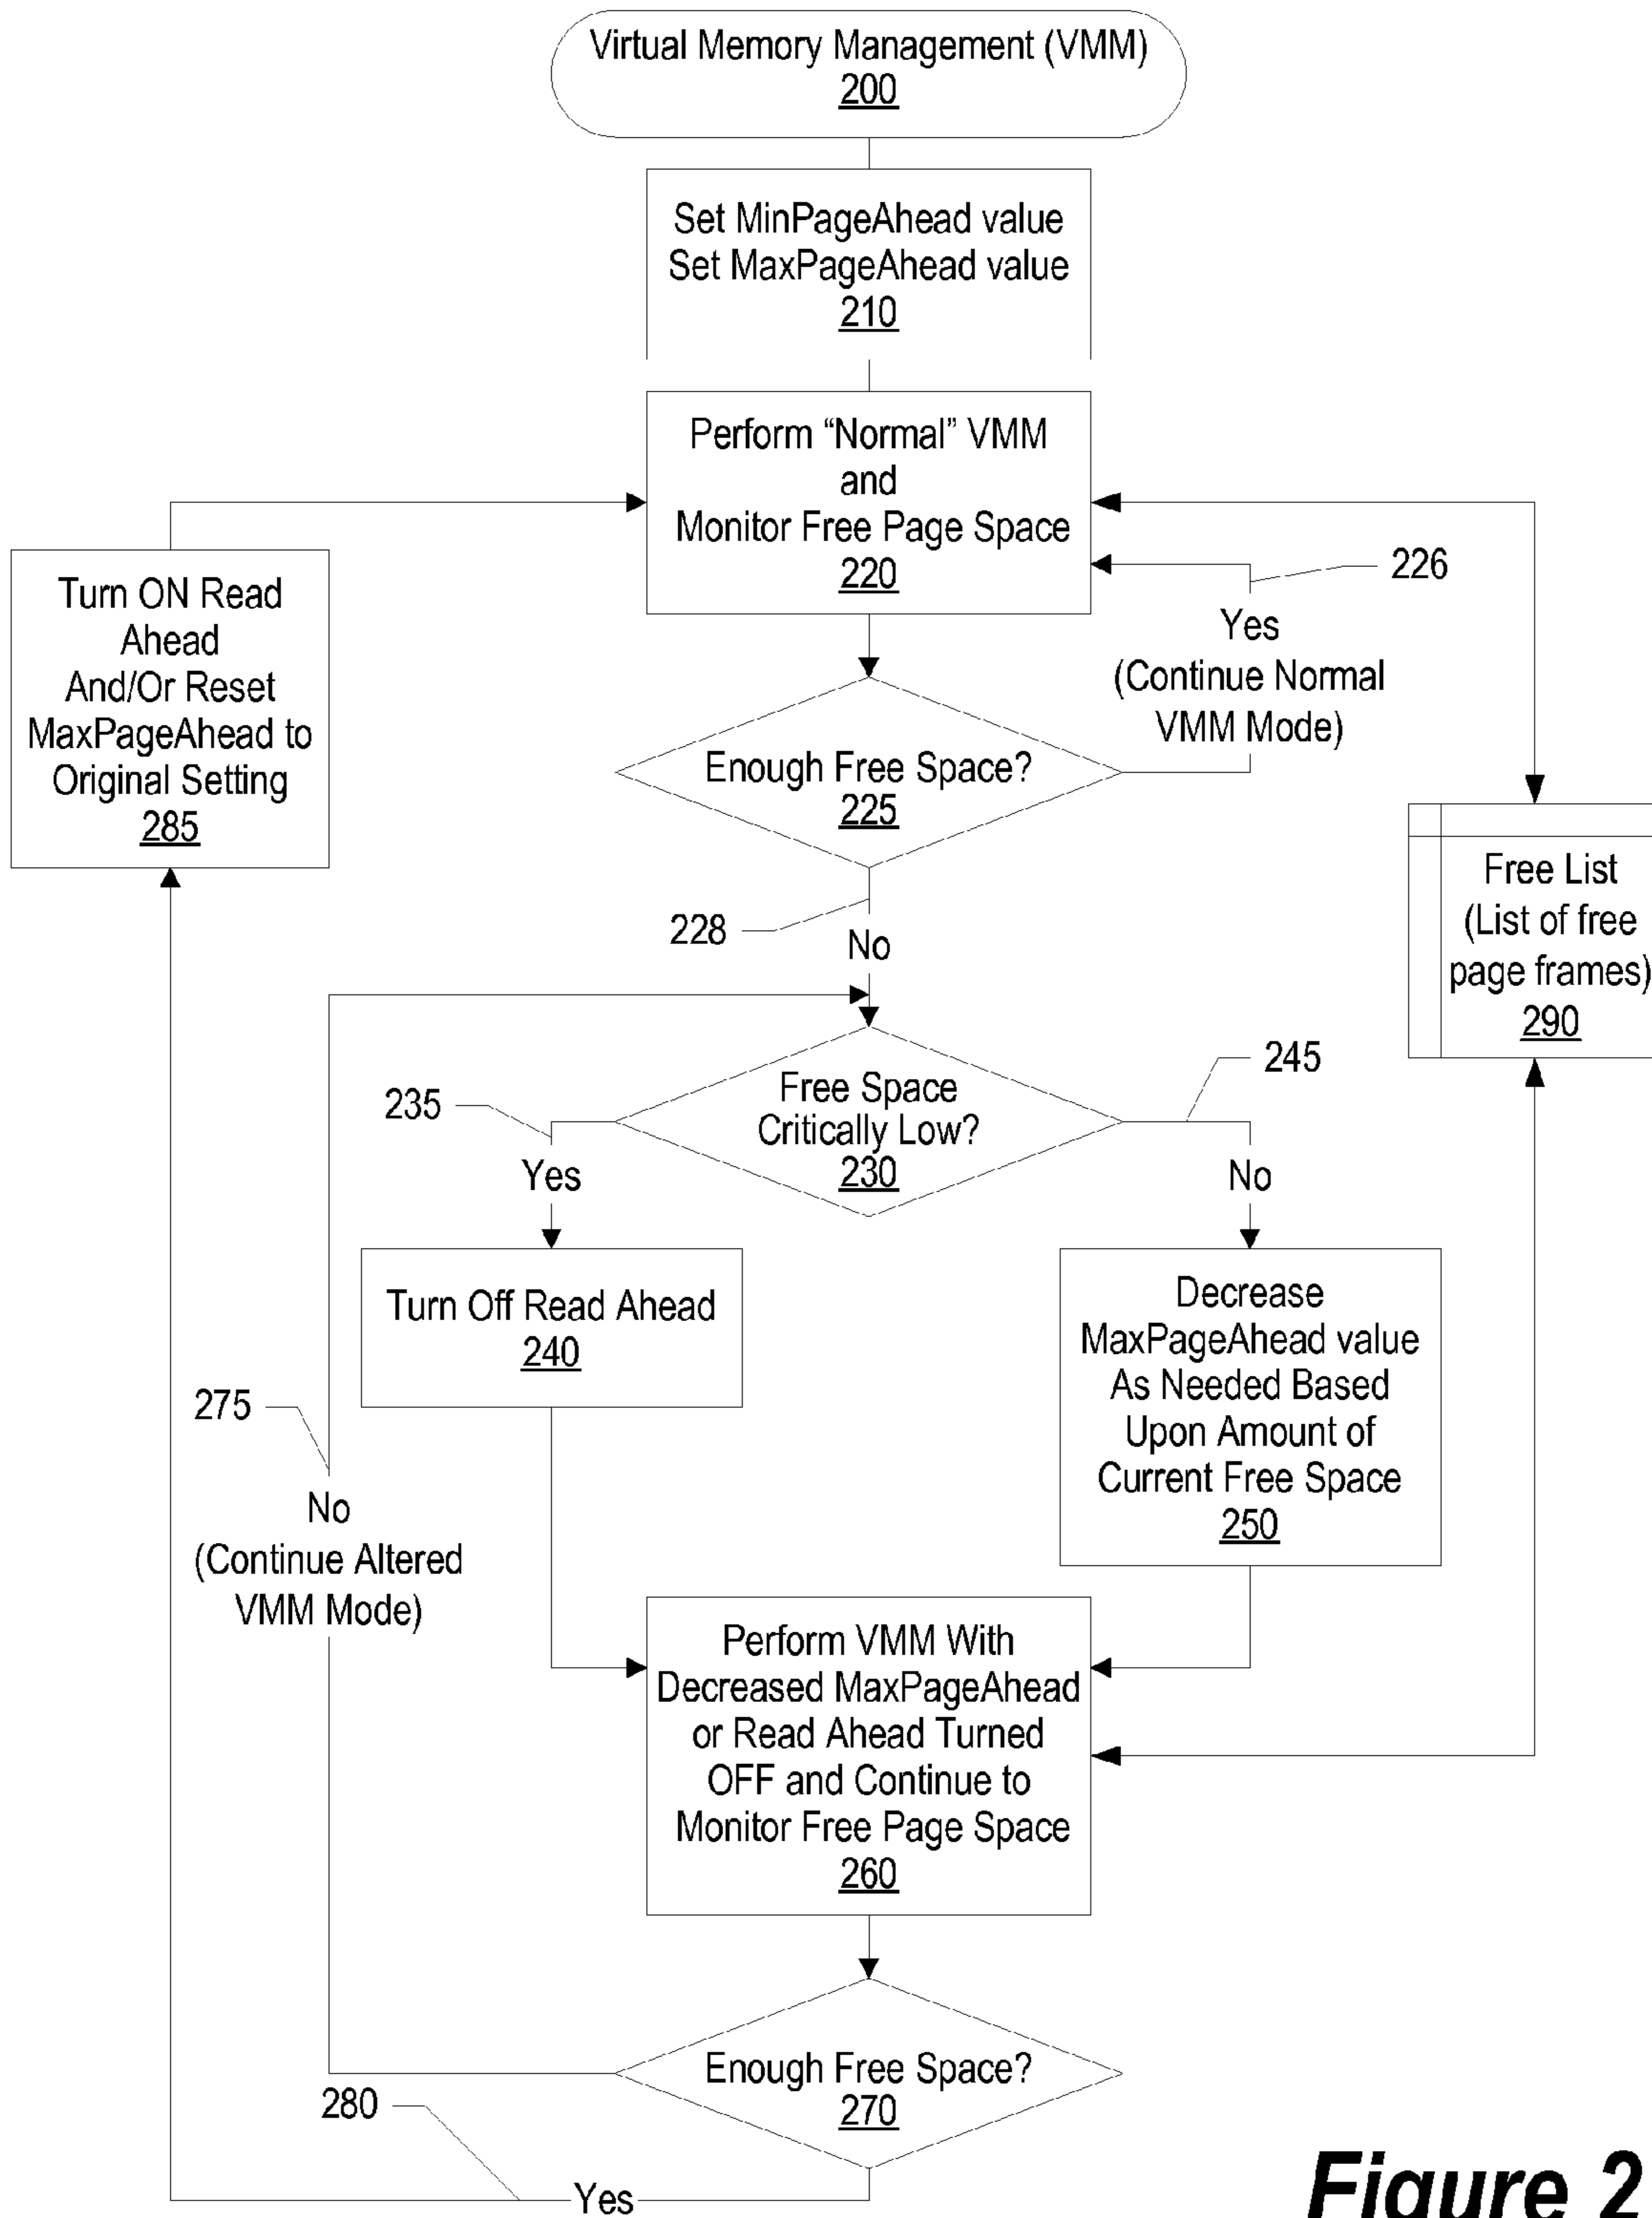 Virtual Memory Management (VMM)
200
Set MinPageAhead value
Set MaxPageAhead value
210
Perform “Normal” VMM
and
Monitor Free Page Space
220
226
Yes
(Continue Normal
VMM Mode)
Turn ON Read
Ahead
And/Or Reset
MaxPageAhead to
Original Setting
285
Enough Free Space?
225
Free List
(List of free
page frames)
290
228
No
245
235
Free Space
Critically Low?
230
Yes
No
Turn Off Read Ahead
240
Decrease
MaxPageAhead value
As Needed Based
Upon Amount of
Current Free Space
250
275
No
(Continue Altered
VMM Mode)
Perform VMM With
Decreased MaxPageAhead
or Read Ahead Turned
OFF and Continue to
Monitor Free Page Space
260
Enough Free Space?
270
280
Yes
Figure 2